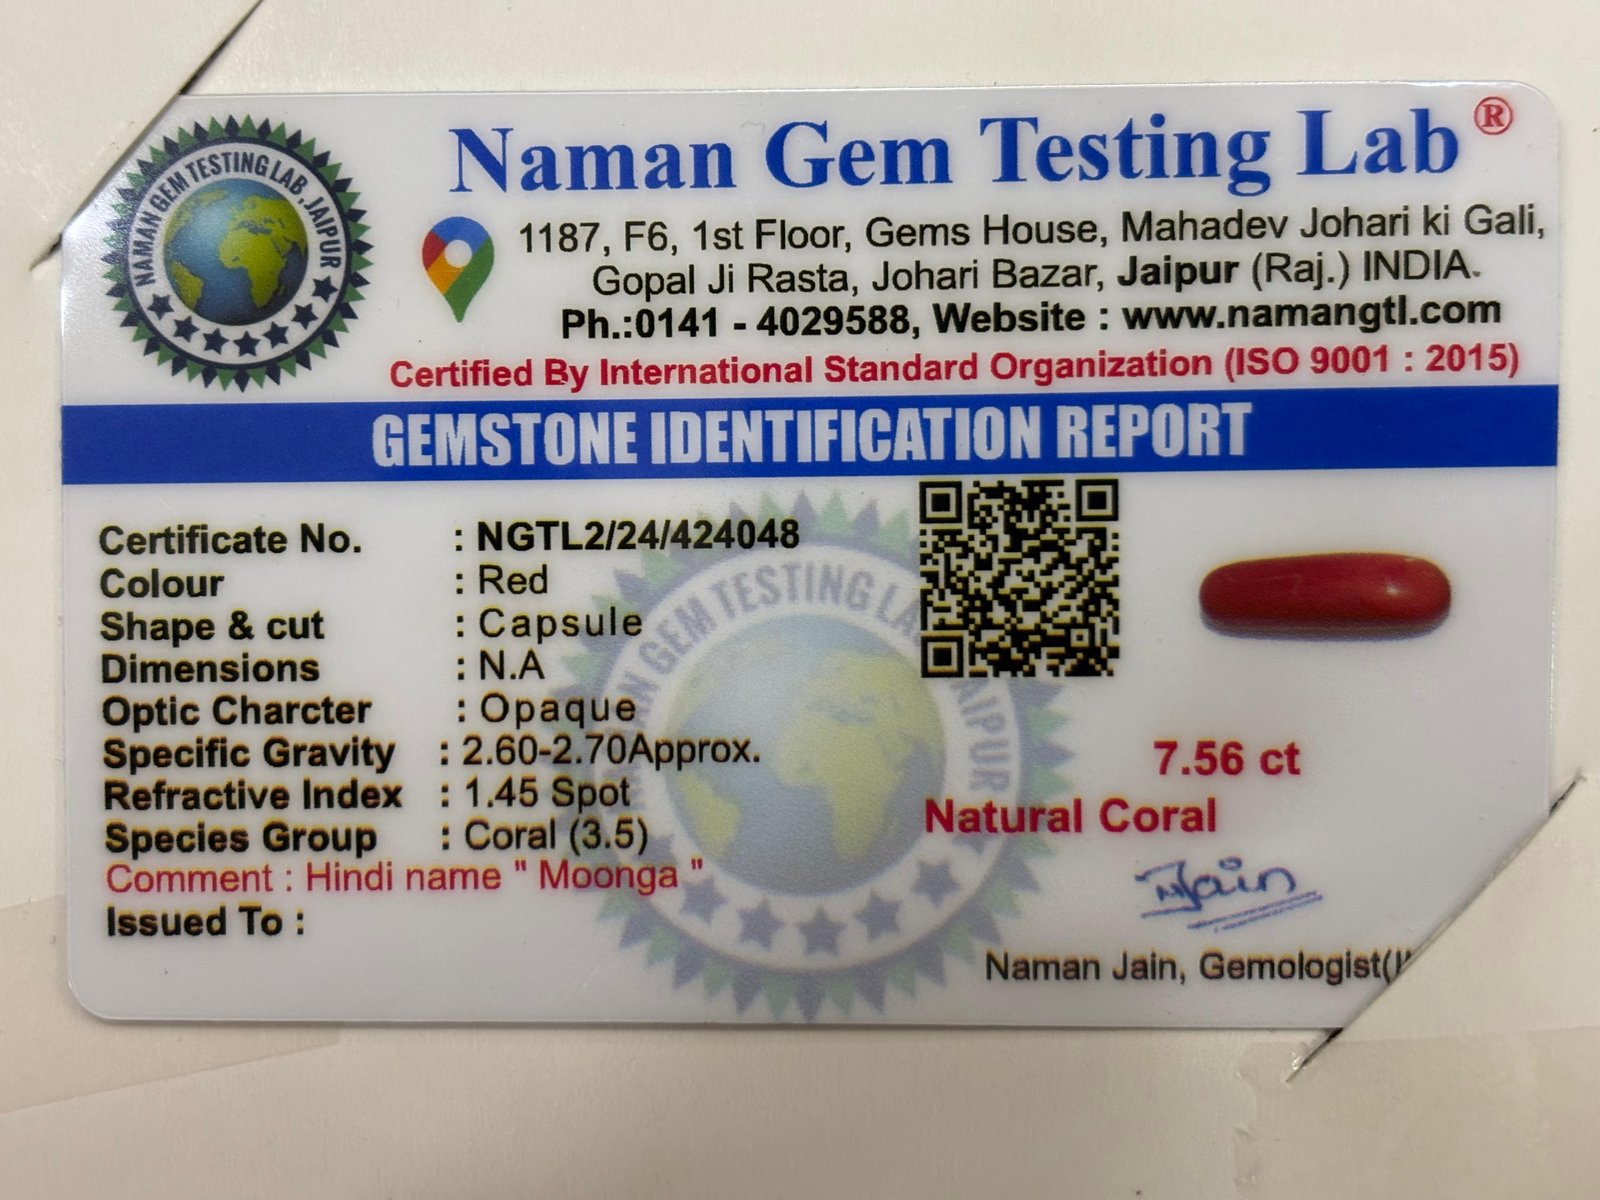 NAMAN GEM TESTING LAB, JAIPUR
Naman Gem Testing Lab ®
1187, F6, 1st Floor, Gems House, Mahadev Johari ki Gali,
Gopal Ji Rasta, Johari Bazar, Jaipur (Raj.) INDIA.
Ph.:0141 - 4029588, Website : www.namangtl.com
Certified By International Standard Organization (ISO 9001 : 2015)
GEMSTONE IDENTIFICATION REPORT
Certificate No. : NGTL2/24/424048
Colour : Red
Shape & cut : Capsule
Dimensions : N.A
Optic Charcter : Opaque
Specific Gravity : 2.60-2.70Approx.
Refractive Index : 1.45 Spot
Species Group : Coral (3.5)
Comment : Hindi name " Moonga "
Issued To :
7.56 ct
Natural Coral
Jain
Naman Jain, Gemologist(